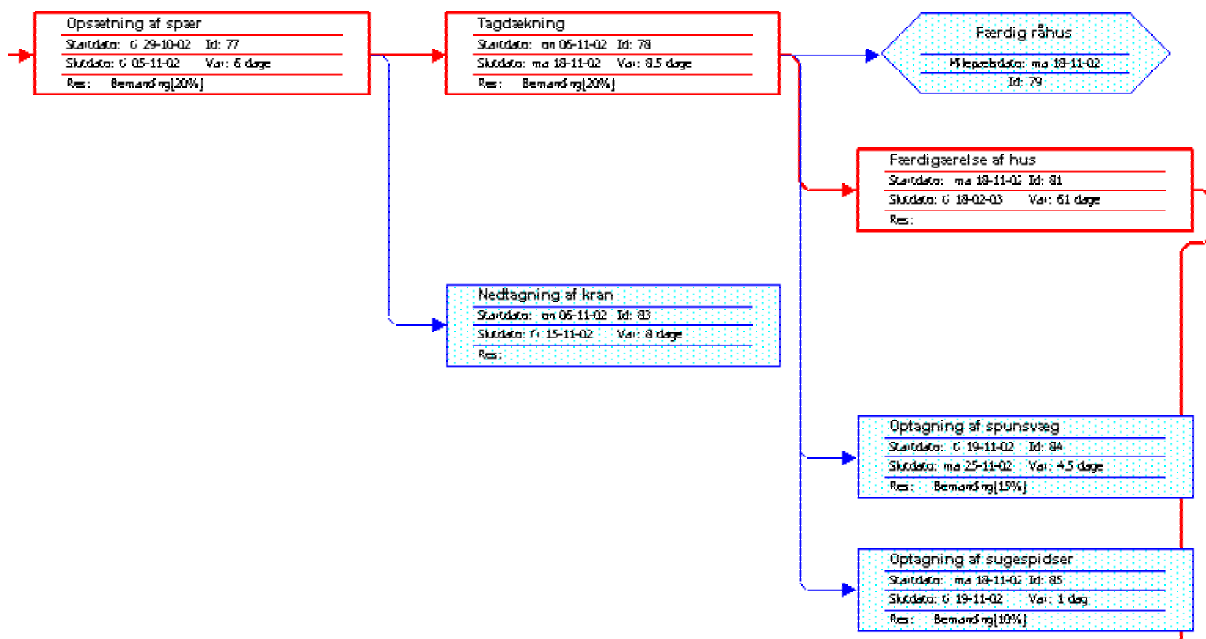 Opsætning af spær
Startdato: ti 29-10-02 Id: 77
Slutdato: ti 05-11-02 Var: 6 dage
Res: Bemanding[20%]
Tagdækning
Startdato: on 06-11-02 Id: 78
Slutdato: ma 18-11-02 Var: 8.5 dage
Res: Bemanding[20%]
Færdig råhus
Milepælsdato: ma 18-11-02
Id: 79
Færdigærelse af hus
Startdato: ma 18-11-02 Id: 81
Slutdato: ti 18-02-03 Var: 61 dage
Res:
Nedtagning af kran
Startdato: on 06-11-02 Id: 83
Slutdato: fr 15-11-02 Var: 8 dage
Res:
Optagning af spunsvæg
Startdato: ti 19-11-02 Id: 84
Slutdato: ma 25-11-02 Var: 4.5 dage
Res: Bemanding[15%]
Optagning af sugespidser
Startdato: ma 18-11-02 Id: 85
Slutdato: ti 19-11-02 Var: 1 dag
Res: Bemanding[10%]